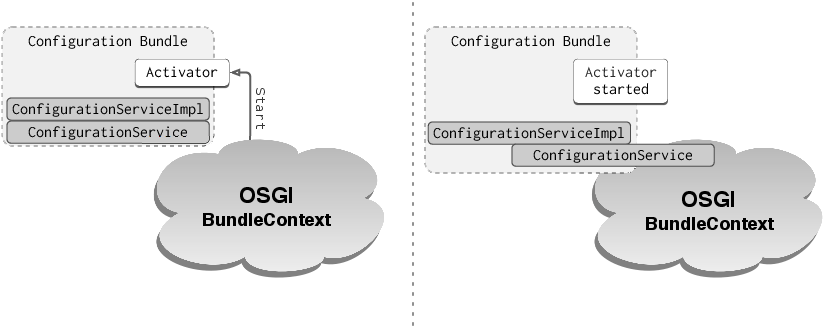 Configuration Bundle
Activator
ConfigurationServiceImpl
ConfigurationService
Start
OSGI
BundleContext
Configuration Bundle
Activator
started
ConfigurationServiceImpl
ConfigurationService
OSGI
BundleContext